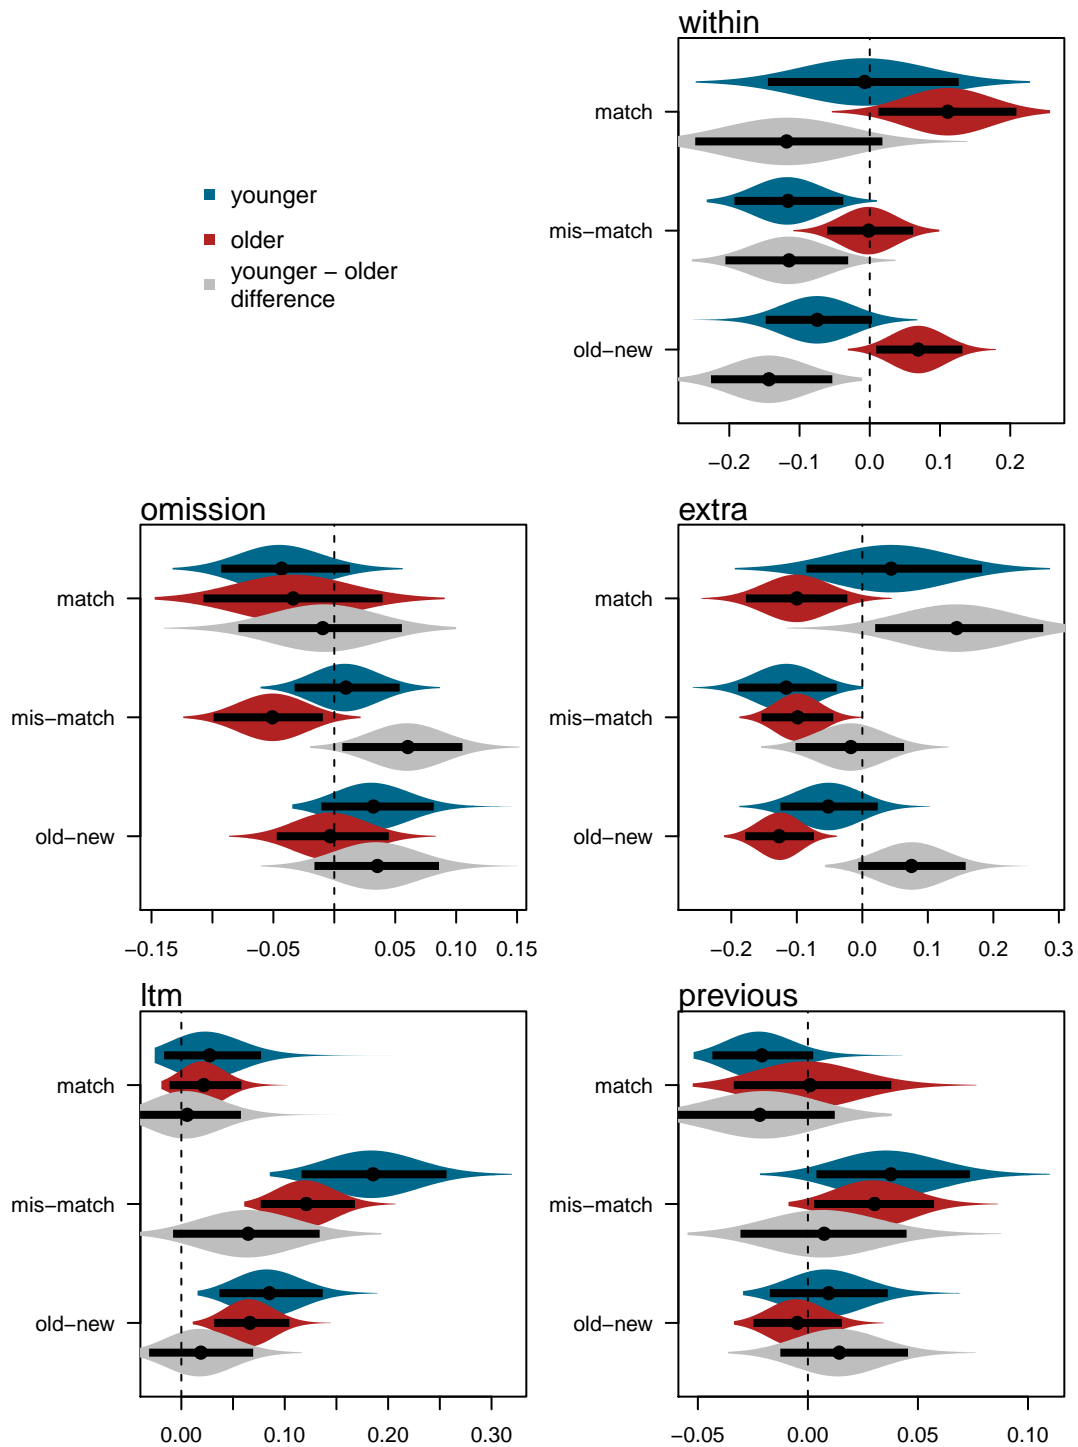 within
match
mis−match
old−new
−0.2 −0.1 0.0 0.1 0.2
younger
older
younger − older
difference
omission
match
mis−match
old−new
−0.15 −0.05 0.05 0.10 0.15
extra
match
mis−match
old−new
−0.2 −0.1 0.0 0.1 0.2 0.3
ltm
match
mis−match
old−new
0.00 0.10 0.20 0.30
previous
match
mis−match
old−new
−0.05 0.00 0.05 0.10